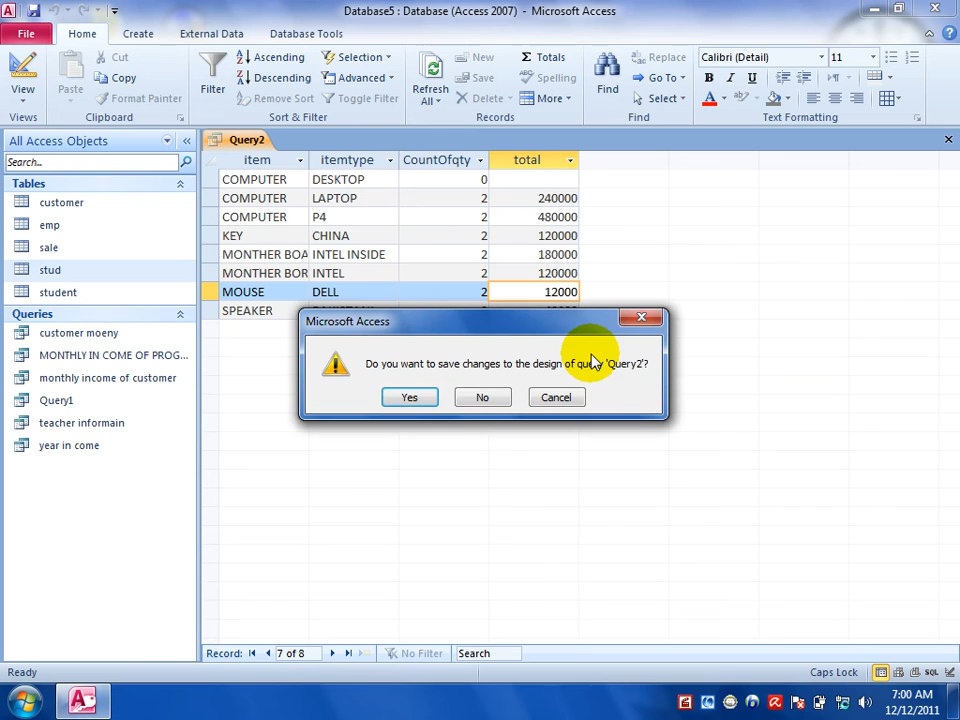 Database5 : Database (Access 2007) - Microsoft Access
File Home Create External Data Database Tools
View
Views
Paste
Cut
Copy
Format Painter
Clipboard
Filter
Ascending
Descending
Remove Sort
Selection
Advanced
Toggle Filter
Sort & Filter
Refresh
All
New
Save
Delete
Totals
Spelling
More
Records
Find
Replace
Go To
Select
Find
Calibri (Detail) 11
B I U
A
Text Formatting
All Access Objects
Search...
Tables
customer
emp
sale
stud
student
Queries
customer moeny
MONTHLY IN COME OF PROG...
monthly income of customer
Query1
teacher informain
year in come
Query2
item itemtype CountOfqty total
COMPUTER DESKTOP 0
COMPUTER LAPTOP 2 240000
COMPUTER P4 2 480000
KEY CHINA 2 120000
MONTHER BOA INTEL INSIDE 2 180000
MONTHER BOR INTEL 2 120000
MOUSE DELL 2 12000
SPEAKER
Microsoft Access
Do you want to save changes to the design of query 'Query2'?
Yes No Cancel
Record: 7 of 8 No Filter Search
Ready Caps Lock SQL
7:00 AM
12/12/2011